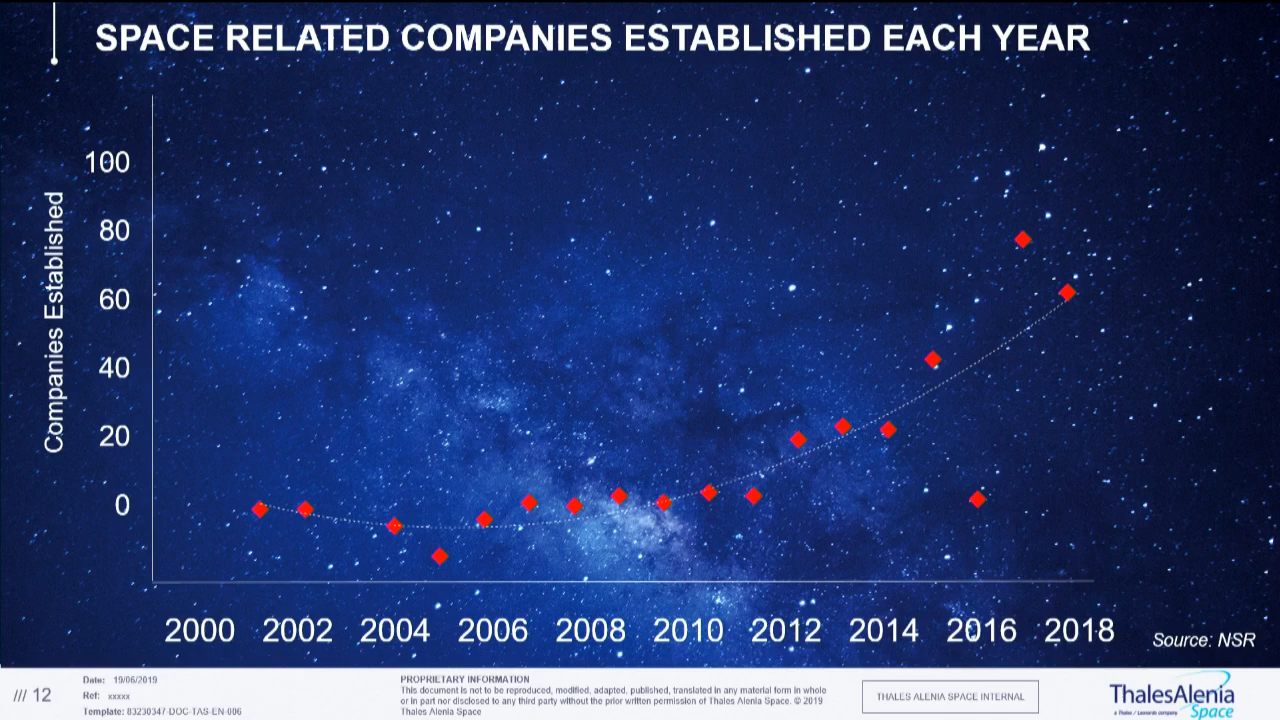 SPACE RELATED COMPANIES ESTABLISHED EACH YEAR
Companies Established
100
80
60
40
20
0
2000 2002 2004 2006 2008 2010 2012 2014 2016 2018
Source: NSR
/// 12
Date: 19/06/2019
Ref: xxxxx
Template: 83230347-DOC-TAS-EN-006
PROPRIETARY INFORMATION
This document is not to be reproduced, modified, adapted, published, translated in any material form in whole
or in part nor disclosed to any third party without the prior written permission of Thales Alenia Space. © 2019
Thales Alenia Space
THALES ALENIA SPACE INTERNAL
ThalesAlenia
a Thales / Leonardo company Space